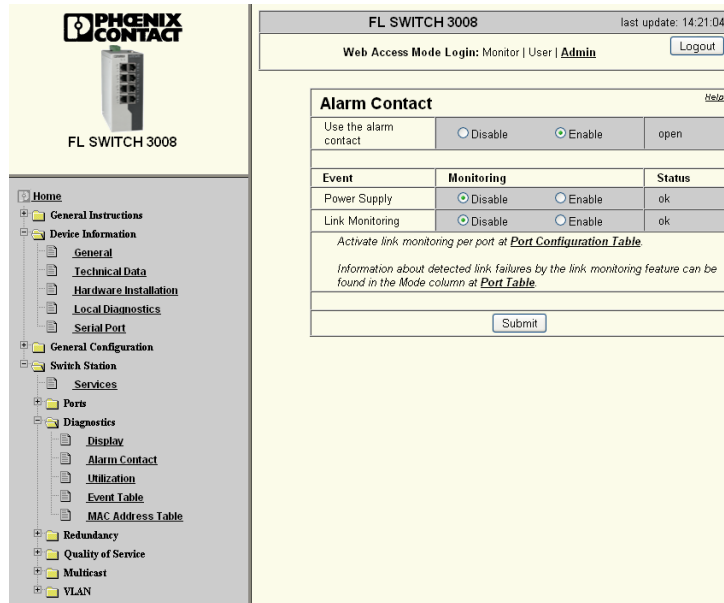 PHŒNIX
CONTACT
FL SWITCH 3008
Home
General Instructions
Device Information
General
Technical Data
Hardware Installation
Local Diagnostics
Serial Port
General Configuration
Switch Station
Services
Ports
Diagnostics
Display
Alarm Contact
Utilization
Event Table
MAC Address Table
Redundancy
Quality of Service
Multicast
VLAN
FL SWITCH 3008 last update: 14:21:04
Web Access Mode Login: Monitor | User | Admin Logout
Alarm Contact Help
Use the alarm
contact Disable Enable open
Event Monitoring Status
Power Supply Disable Enable ok
Link Monitoring Disable Enable ok
Activate link monitoring per port at Port Configuration Table.
Information about detected link failures by the link monitoring feature can be
found in the Mode column at Port Table.
Submit